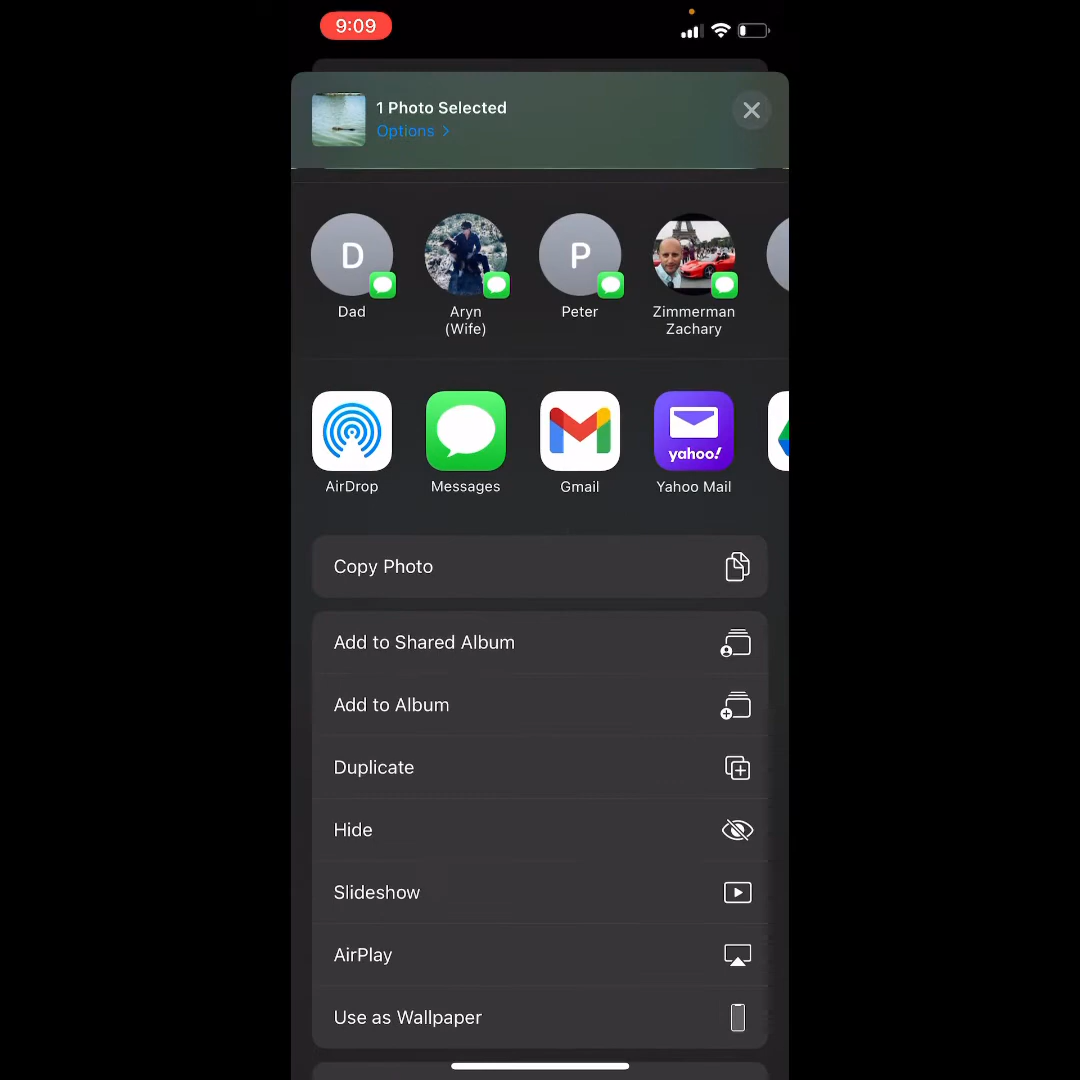 9:09
1 Photo Selected
Options >
D
P
Dad
Aryn
(Wife)
Peter
Zimmerman
Zachary
yahoo!
AirDrop
Messages
Gmail
Yahoo Mail
Copy Photo
Add to Shared Album
Add to Album
Duplicate
Hide
Slideshow
AirPlay
Use as Wallpaper